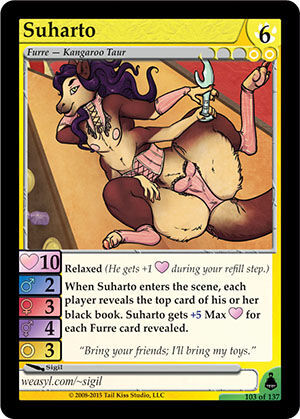 Suharto
6
Furre — Kangaroo Taur
10
2
3
4
3
Relaxed (He gets +1 during your refill step.)
When Suharto enters the scene, each
player reveals the top card of his or her
black book. Suharto gets +5 Max for
each Furre card revealed.
"Bring your friends; I'll bring my toys."
Sigil
weasyl.com/~sigil
© 2008-2015 Tail Kiss Studio, LLC
103 of 137